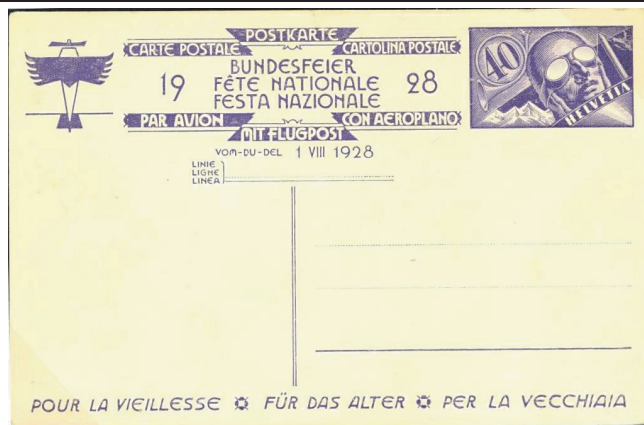 POSTKARTE
CARTE POSTALE CARTOLINA POSTALE
BUNDESFEIER
19 FÊTE NATIONALE 28
FESTA NAZIONALE
PAR AVION CON AEROPLANO
MIT FLUGPOST
VOM-DU-DEL 1 VIII 1928
LINIE
LIGNE
LINEA
40
HELVETIA
POUR LA VIEILLESSE FÜR DAS ALTER PER LA VECCHIAIA